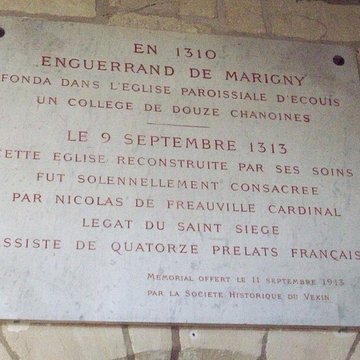 EN 1310
ENGUERRAND DE MARIGNY
FONDA DANS L'EGLISE PAROISSIALE D'ECOUIS
UN COLLEGE DE DOUZE CHANOINES
LE 9 SEPTEMBRE 1313
CETTE EGLISE RECONSTRUITE PAR SES SOINS
FUT SOLENNELLEMENT CONSACREE
PAR NICOLAS DE FREAUVILLE CARDINAL
LEGAT DU SAINT SIEGE
ASSISTE DE QUATORZE PRELATS FRANÇAIS
MEMORIAL OFFERT LE 11 SEPTEMBRE 1913
PAR LA SOCIETE HISTORIQUE DU VEXIN